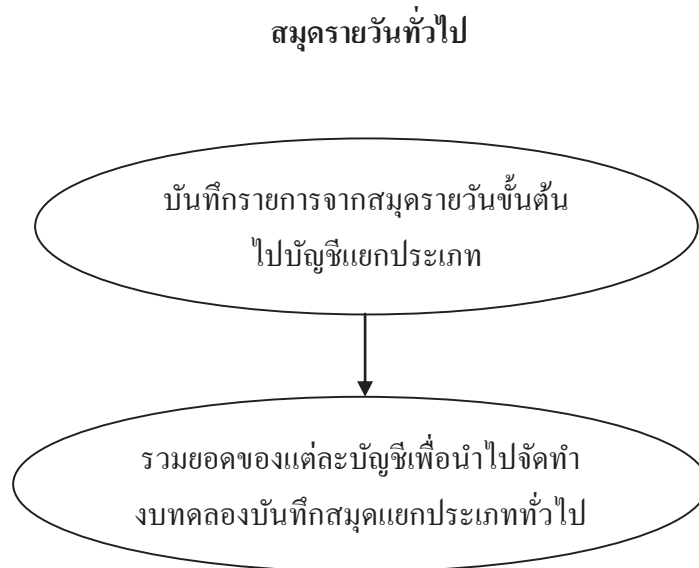 สมุดรายวันทั่วไป
บันทึกรายการจากสมุดรายวันขั้นต้น
ไปบัญชีแยกประเภท
รวมยอดของแต่ละบัญชีเพื่อนำไปจัดทำ
งบทดลองบันทึกสมุดแยกประเภททั่วไป